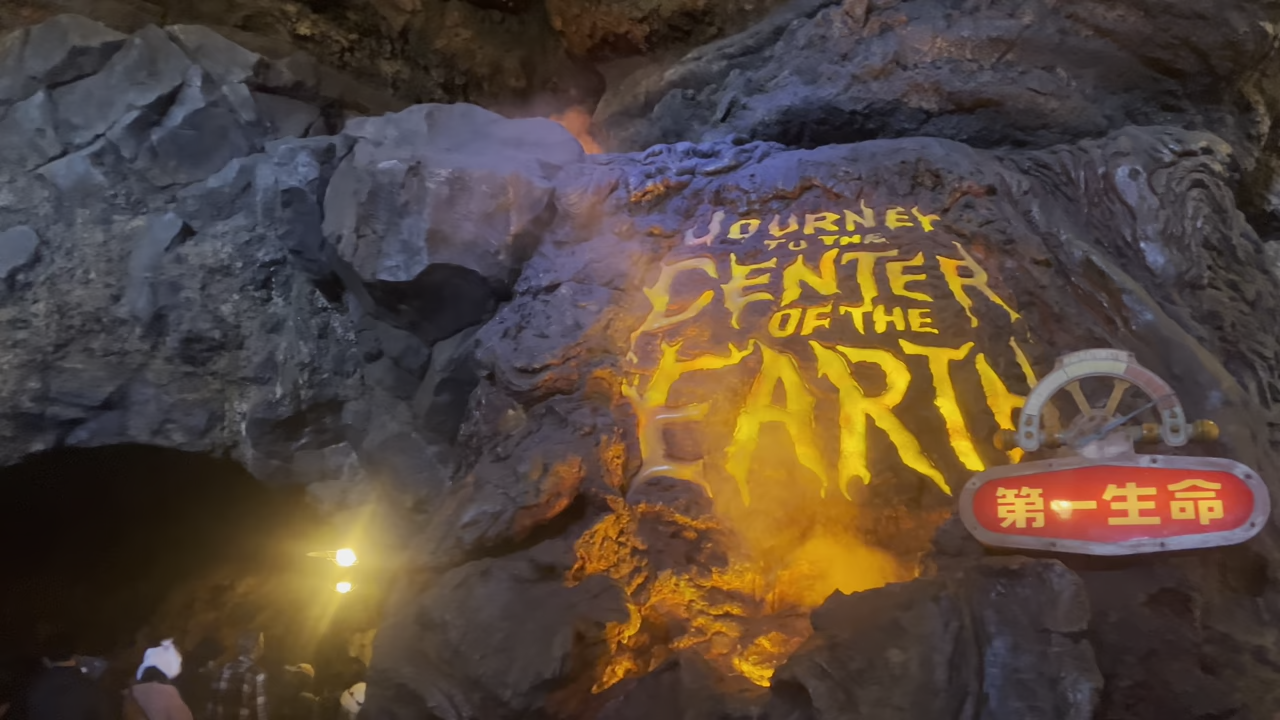 JOURNEY
TO THE
CENTER
OF THE
EARTH
第一生命